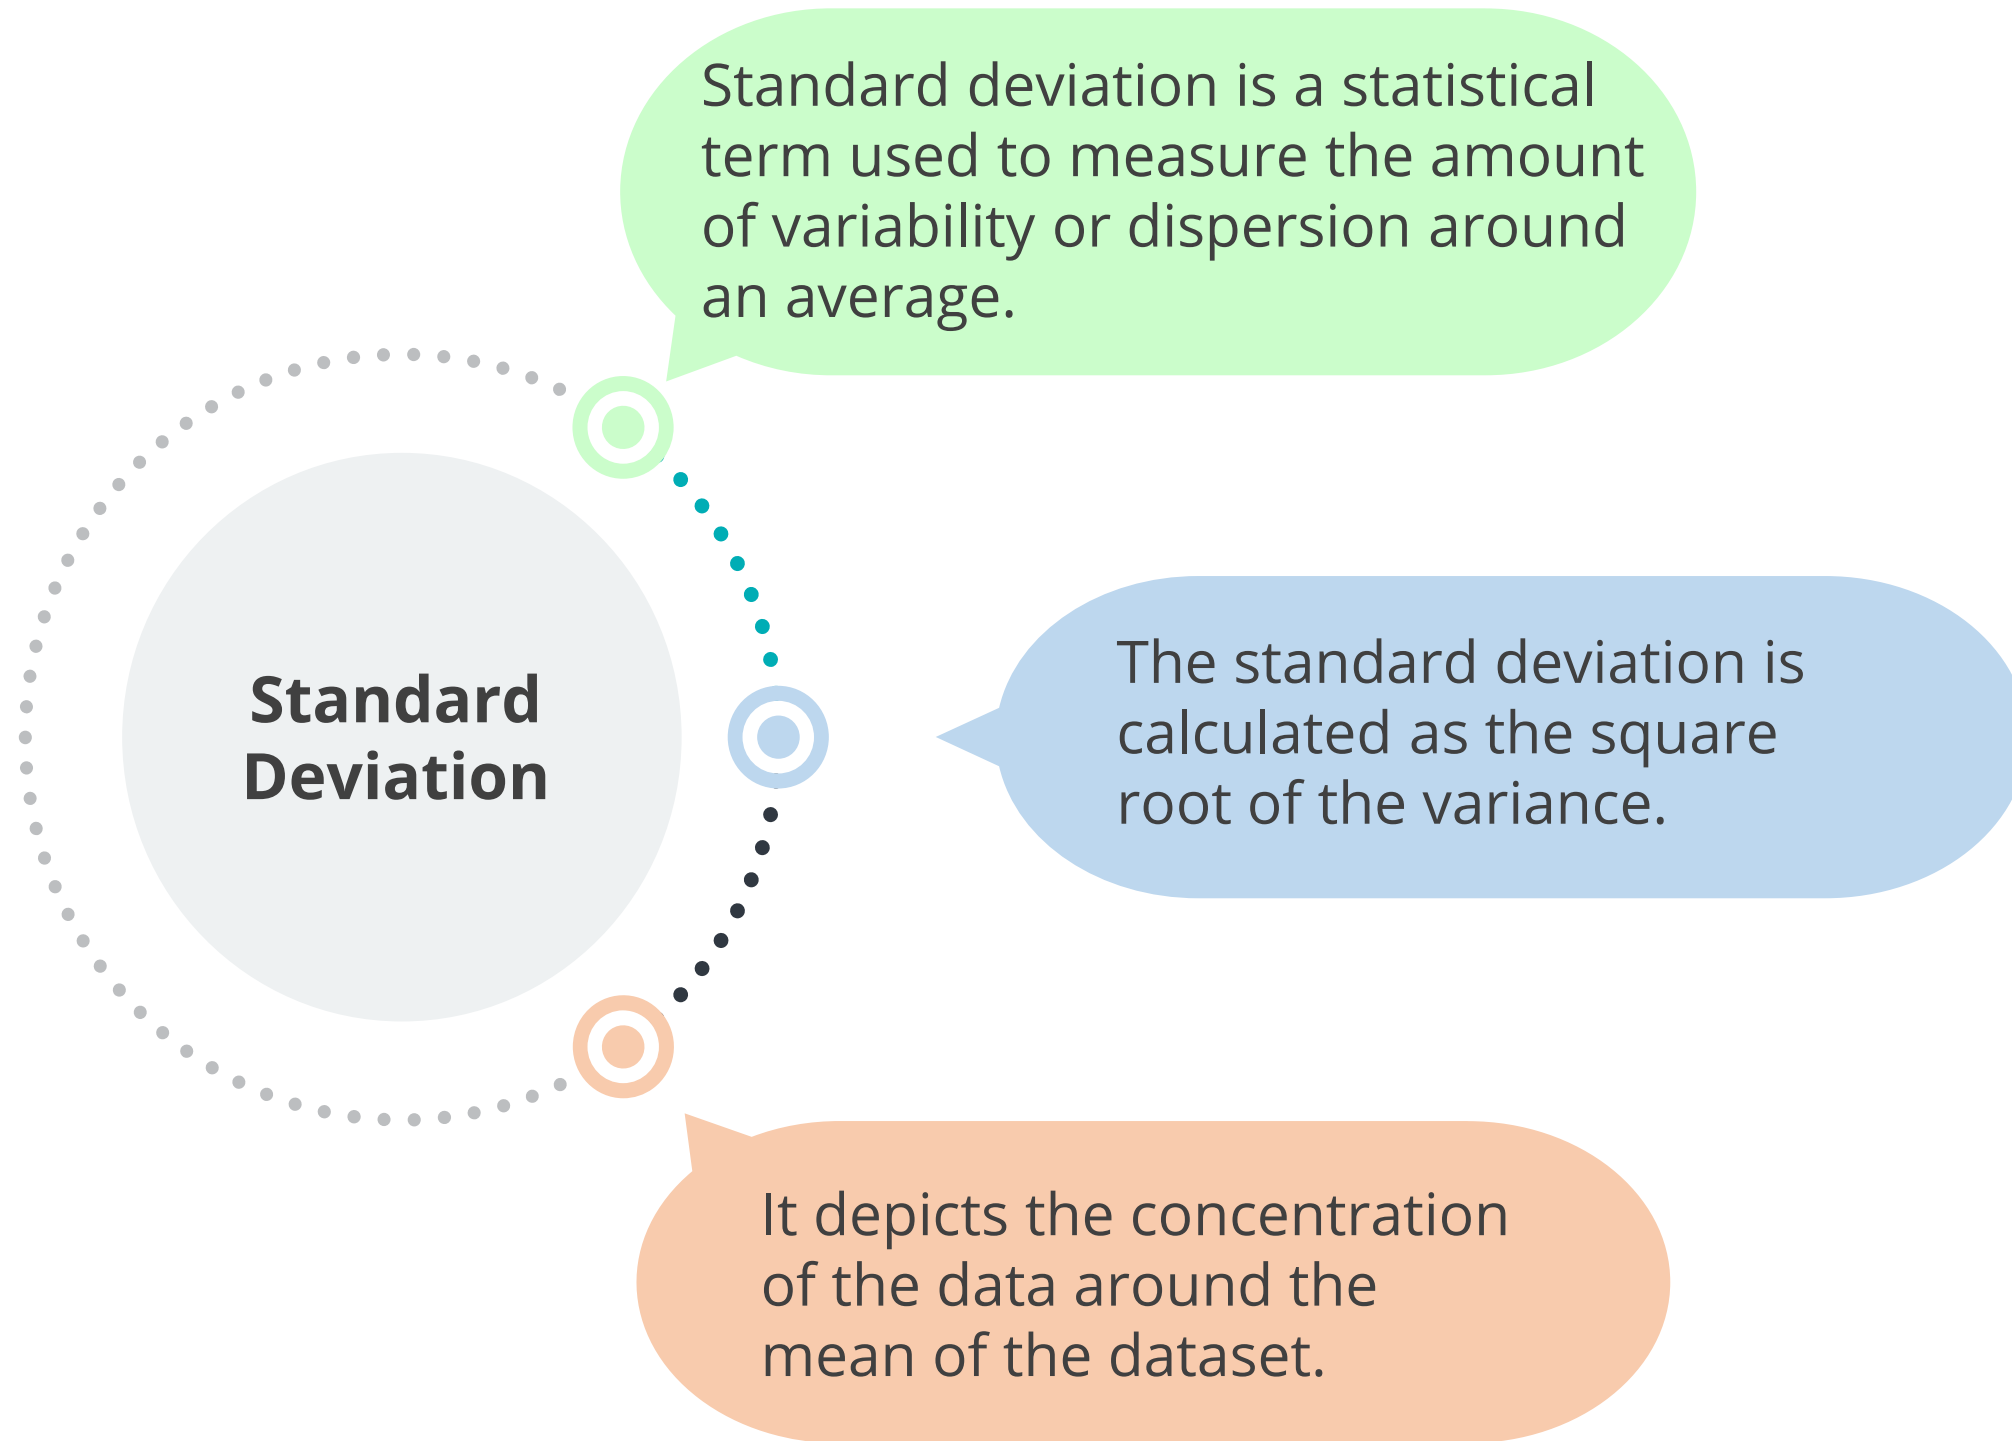 Standard deviation is a statistical
term used to measure the amount
of variability or dispersion around
an average.
Standard
Deviation
The standard deviation is
calculated as the square
root of the variance.
It depicts the concentration
of the data around the
mean of the dataset.